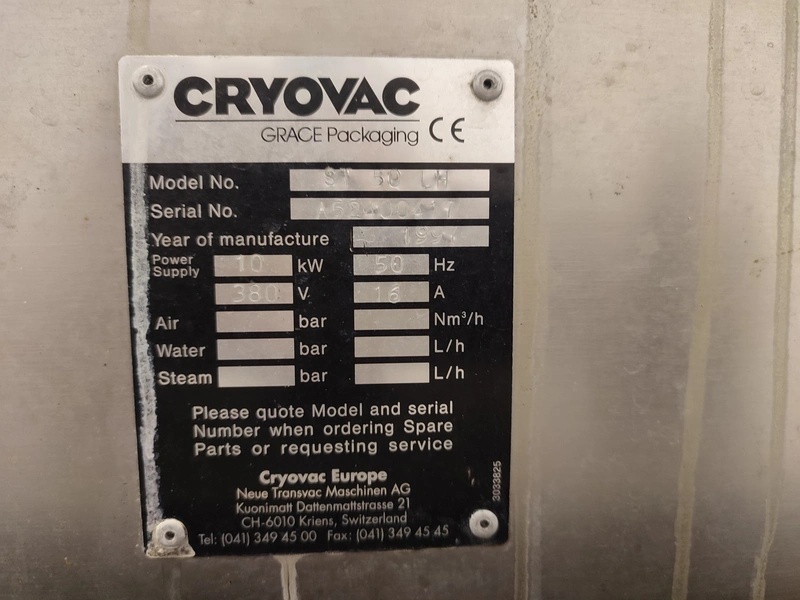 CRYOVAC
GRACE Packaging CE
Model No. ST 50 CH
Serial No.
Year of manufacture
Power Supply 10 kW 50 Hz
380 V. 16 A
Air bar Nm³/h
Water bar L/h
Steam bar L/h
Please quote Model and serial
Number when ordering Spare
Parts or requesting service
Cryovac Europe
Neue Transvac Maschinen AG
Kuonimatt Dattenmattstrasse 21
CH-6010 Kriens, Switzerland
Tel: (041) 349 45 00 Fax: (041) 349 45 45
3033825